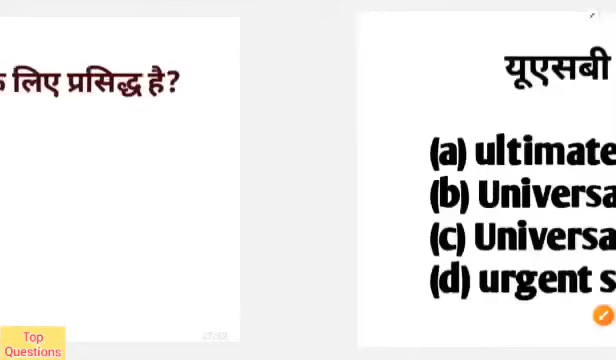 लिए प्रसिद्ध है?
यूएसबी
(a) ultimate
(b) Universa
(c) Universa
(d) urgent s
Top
Questions